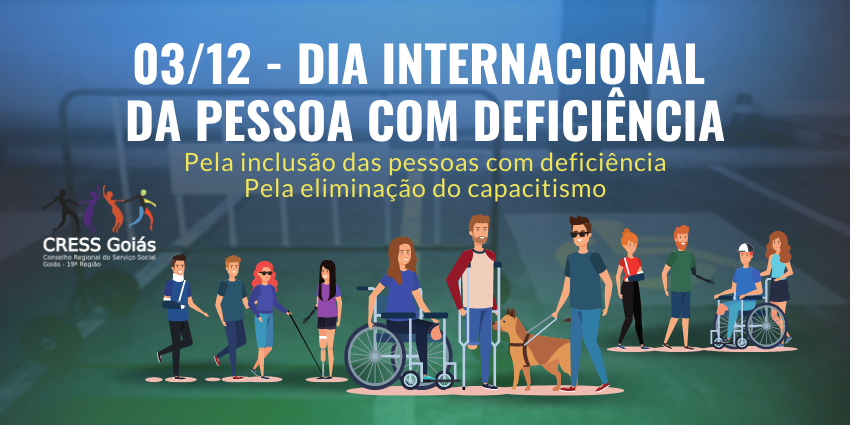 03/12 - DIA INTERNACIONAL
DA PESSOA COM DEFICIÊNCIA
Pela inclusão das pessoas com deficiência
Pela eliminação do capacitismo
CRESS Goiás
Conselho Regional do Serviço Social
Goiás - 19ª Região